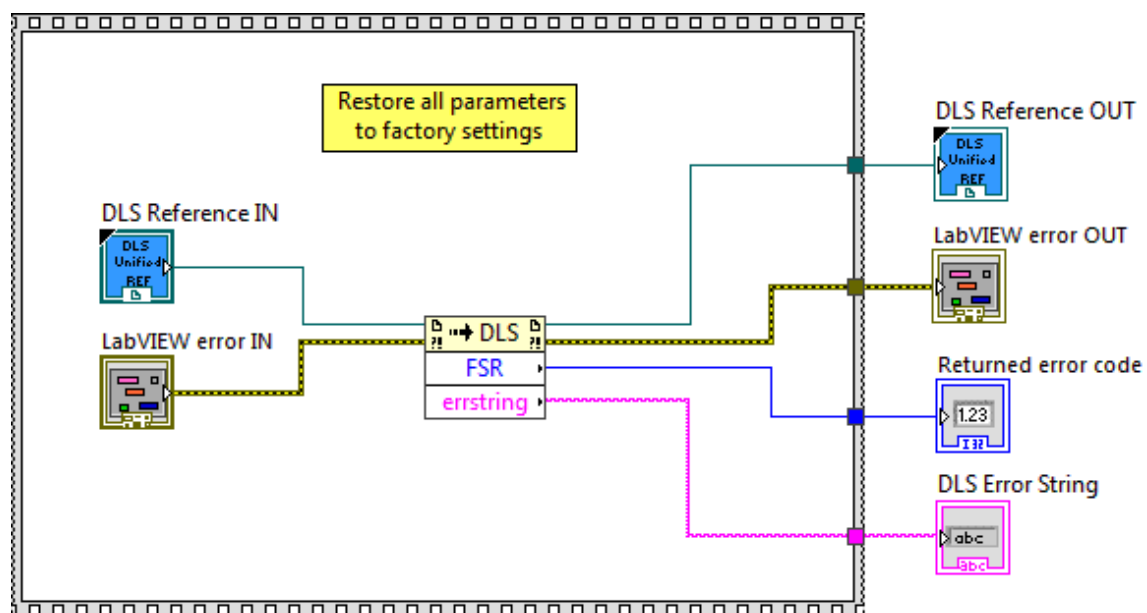 Restore all parameters
to factory settings
DLS Reference OUT
DLS
Unified
REF
DLS Reference IN
DLS
Unified
REF
LabVIEW error OUT
LabVIEW error IN
?! DLS ?!
FSR
errstring
Returned error code
1.23
I32
DLS Error String
abc
abc